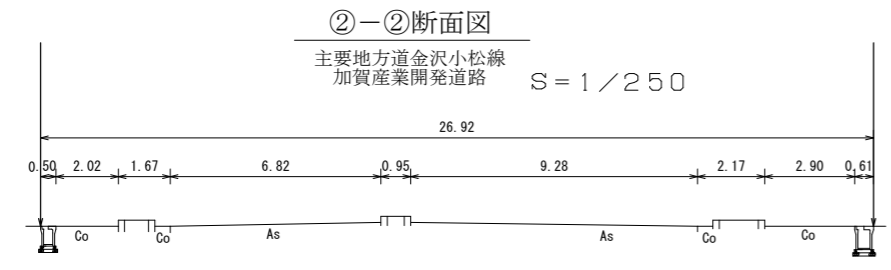 ②－②断面図
主要地方道金沢小松線
加賀産業開発道路
S=1／250
26.92
0.50 2.02 1.67 6.82 0.95 9.28 2.17 2.90 0.61
Co Co As As Co Co